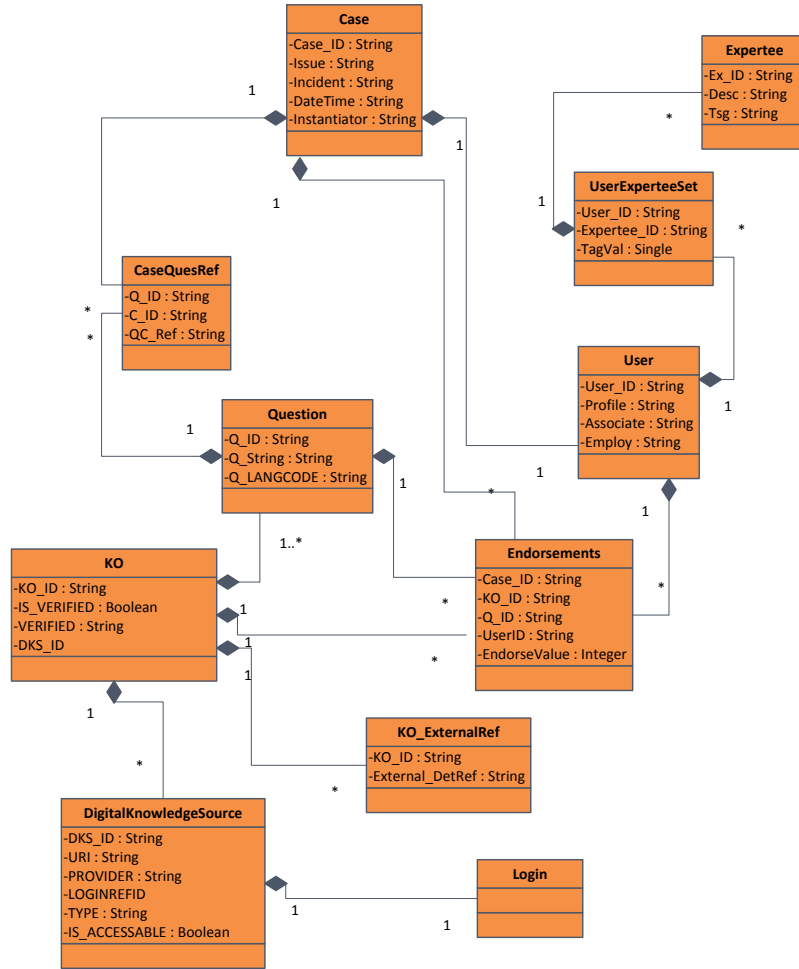 Case
-Case_ID : String
-Issue : String
-Incident : String
-DateTime : String
-Instantiator : String
Expertee
-Ex_ID : String
-Desc : String
-Tsg : String
1
1
*
1
UserExperteeSet
-User_ID : String
-Expertee_ID : String
-TagVal : Single
1
*
CaseQuesRef
-Q_ID : String
-C_ID : String
-QC_Ref : String
*
*
User
-User_ID : String
-Profile : String
-Associate : String
-Employ : String
1
Question
-Q_ID : String
-Q_String : String
-Q_LANGCODE : String
1
1
1
*
1
1..*
KO
-KO_ID : String
-IS_VERIFIED : Boolean
-VERIFIED : String
-DKS_ID
1
1
1
1
Endorsements
-Case_ID : String
-KO_ID : String
-Q_ID : String
-UserID : String
-EndorseValue : Integer
*
*
*
KO_ExternalRef
-KO_ID : String
-External_DetRef : String
*
*
DigitalKnowledgeSource
-DKS_ID : String
-URI : String
-PROVIDER : String
-LOGINREFID
-TYPE : String
-IS_ACCESSABLE : Boolean
Login
1
1